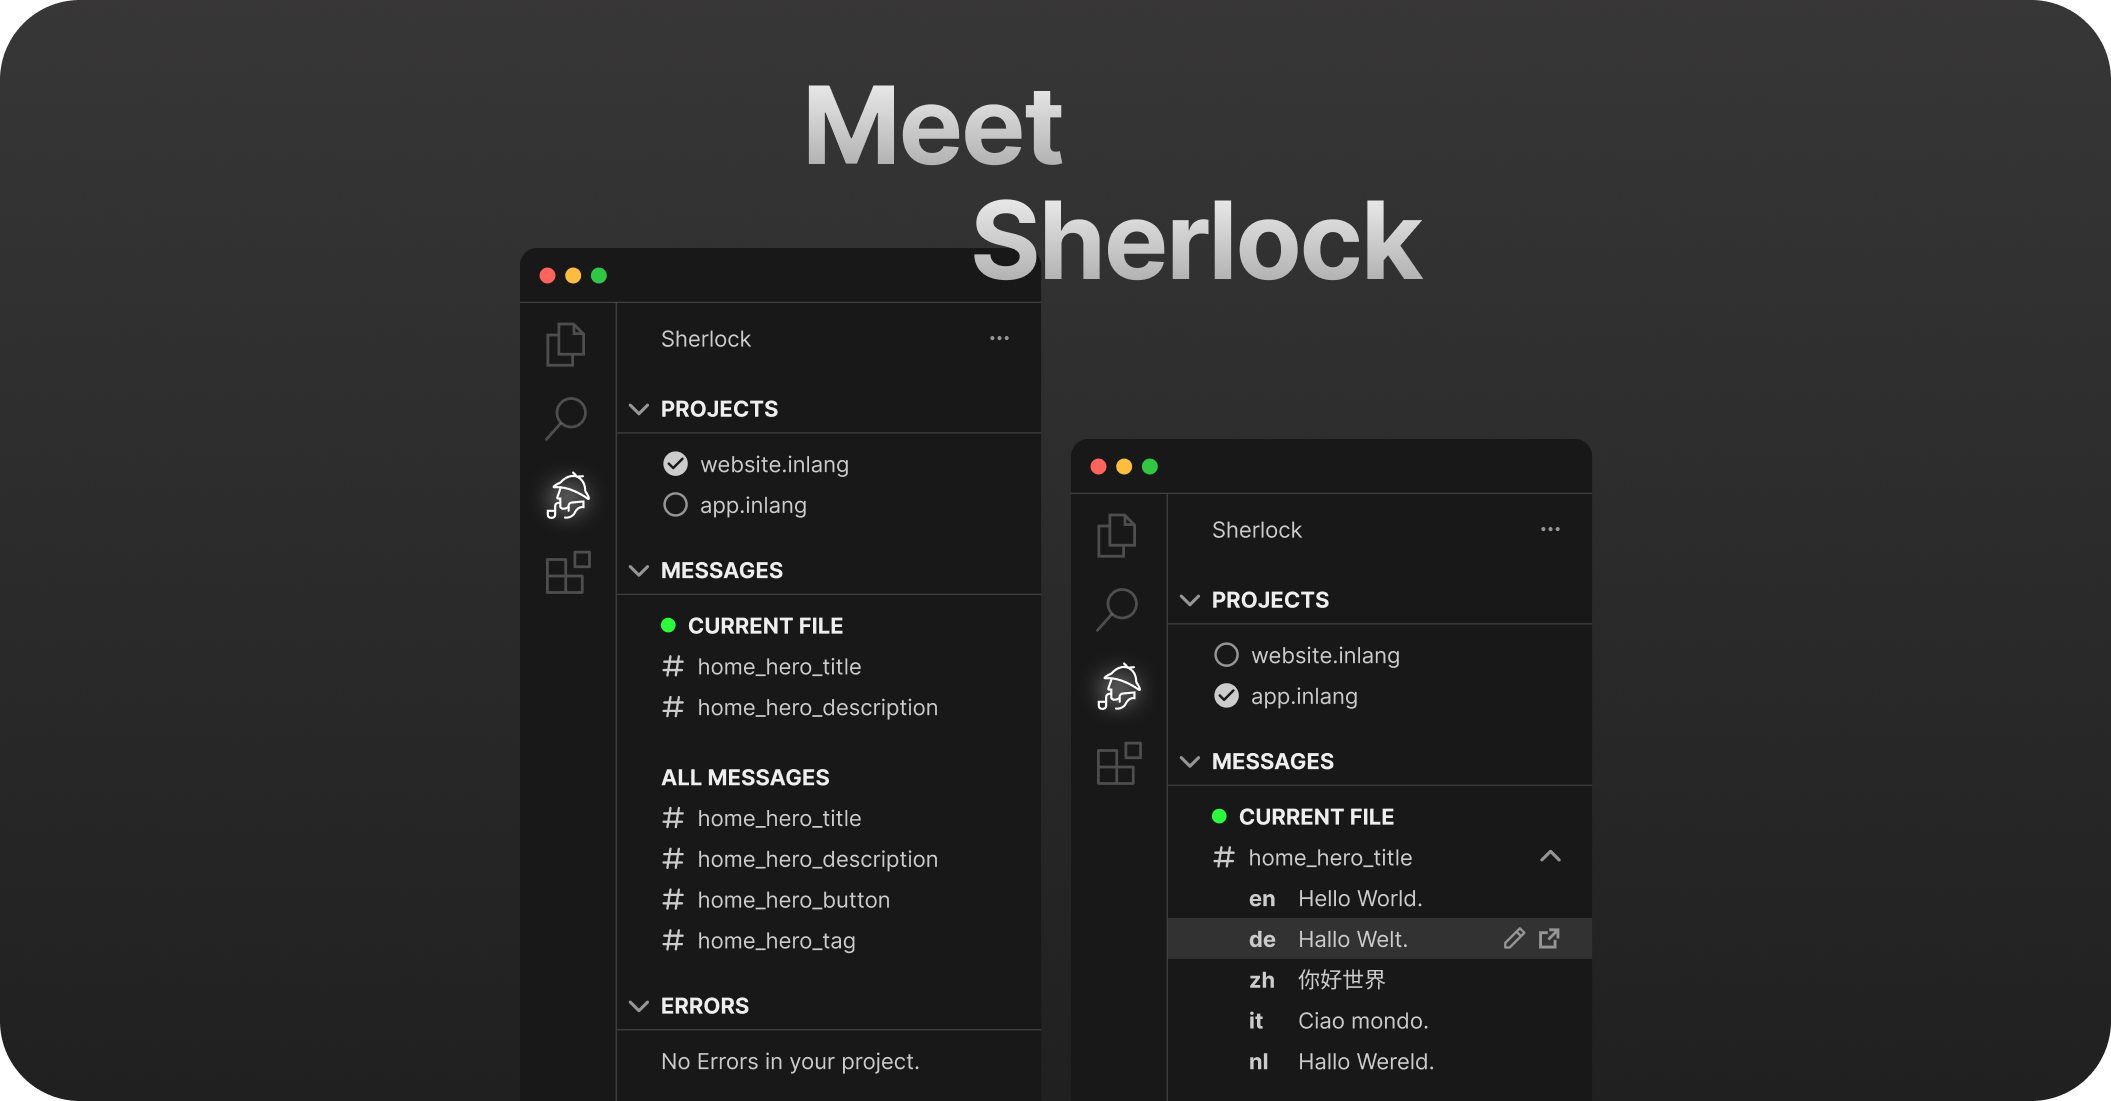 Meet
Sherlock
Sherlock
PROJECTS
website.inlang
app.inlang
MESSAGES
CURRENT FILE
# home_hero_title
# home_hero_description
ALL MESSAGES
# home_hero_title
# home_hero_description
# home_hero_button
# home_hero_tag
ERRORS
No Errors in your project.
Sherlock
PROJECTS
website.inlang
app.inlang
MESSAGES
CURRENT FILE
# home_hero_title
en Hello World.
de Hallo Welt.
zh 你好世界
it Ciao mondo.
nl Hallo Wereld.